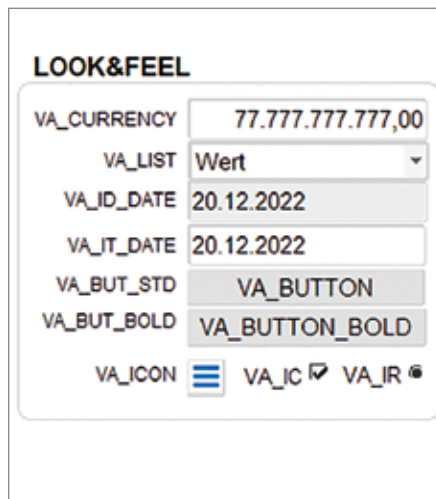 LOOK&FEEL
VA_CURRENCY 77.777.777.777,00
VA_LIST Wert
VA_ID_DATE 20.12.2022
VA_IT_DATE 20.12.2022
VA_BUT_STD VA_BUTTON
VA_BUT_BOLD VA_BUTTON_BOLD
VA_ICON VA_IC VA_IR